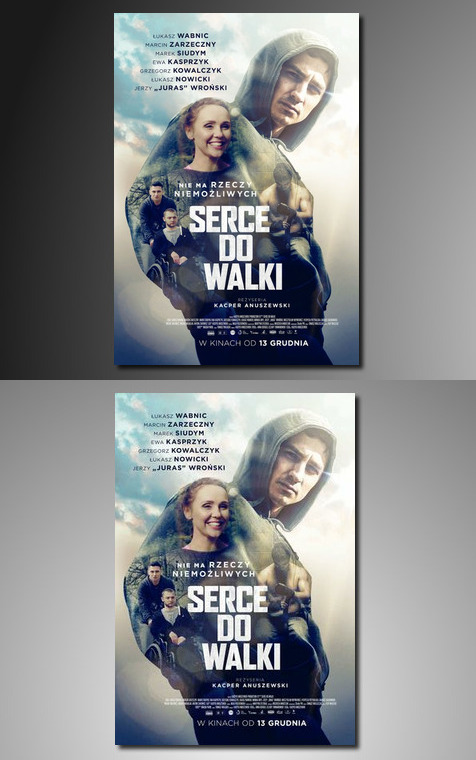 ŁUKASZ WABNIC
MARCIN ZARZECZNY
MAREK SIUDYM
EWA KASPRZYK
GRZEGORZ KOWALCZYK
ŁUKASZ NOWICKI
JERZY „JURAS" WROŃSKI
NIE MA RZECZY
NIEMOŻLIWYCH
SERCE
DO
WALKI
REŻYSERIA
KACPER ANUSZEWSKI
W KINACH OD 13 GRUDNIA
ŁUKASZ WABNIC
MARCIN ZARZECZNY
MAREK SIUDYM
EWA KASPRZYK
GRZEGORZ KOWALCZYK
ŁUKASZ NOWICKI
JERZY „JURAS" WROŃSKI
NIE MA RZECZY
NIEMOŻLIWYCH
SERCE
DO
WALKI
REŻYSERIA
KACPER ANUSZEWSKI
W KINACH OD 13 GRUDNIA